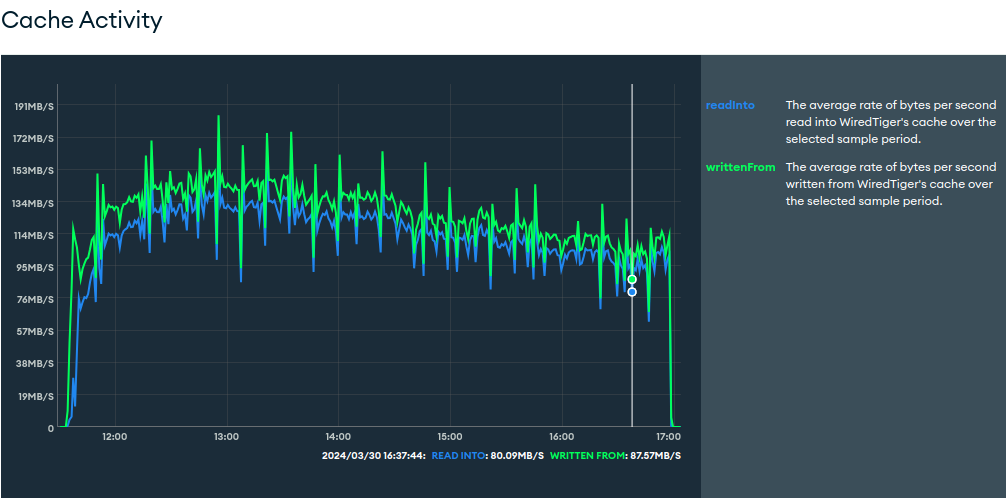 Cache Activity
191MB/S
172MB/S
153MB/S
134MB/S
114MB/S
95MB/S
76MB/S
57MB/S
38MB/S
19MB/S
0
12:00 13:00 14:00 15:00 16:00 17:00
2024/03/30 16:37:44: READ INTO: 80.09MB/S WRITTEN FROM: 87.57MB/S
readInto The average rate of bytes per second
read into WiredTiger's cache over the
selected sample period.
writtenFrom The average rate of bytes per second
written from WiredTiger's cache over
the selected sample period.